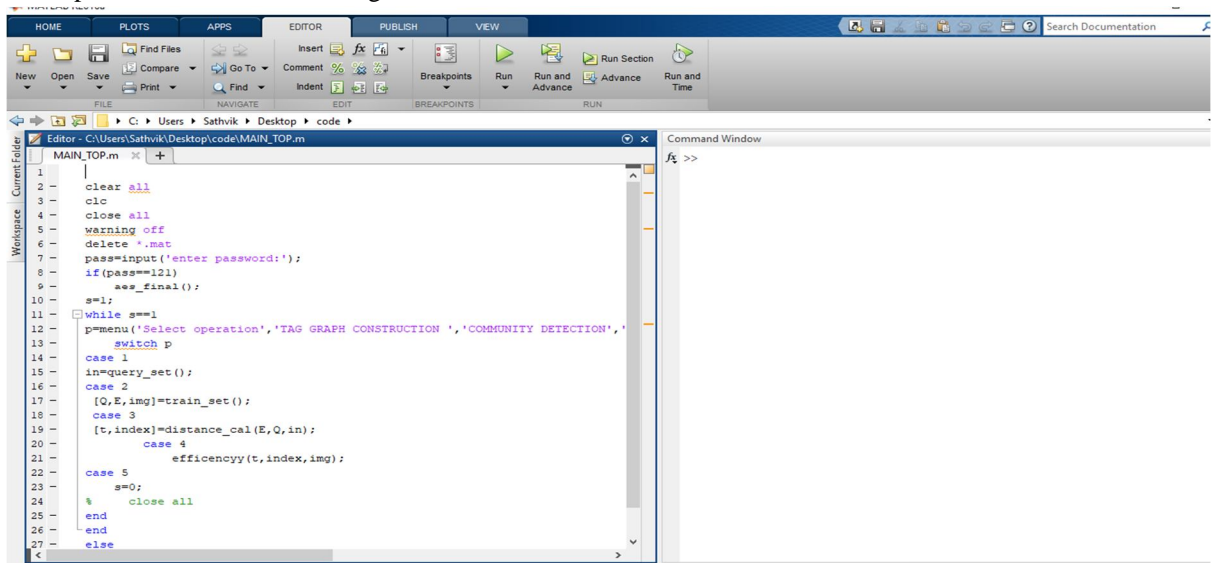 HOME PLOTS APPS EDITOR PUBLISH VIEW Search Documentation
New Open Save Find Files Compare Print Go To Find Insert fx Comment Indent Breakpoints Run Run and Advance Run Section Advance Run and Time
FILE NAVIGATE EDIT BREAKPOINTS RUN
C: Users Sathvik Desktop code
Current Folder
Workspace
Editor - C:\Users\Sathvik\Desktop\code\MAIN_TOP.m
MAIN_TOP.m × +
1
2 - clear all
3 - clc
4 - close all
5 - warning off
6 - delete *.mat
7 - pass=input('enter password:');
8 - if(pass==121)
9 - aes_final();
10 - s=1;
11 - while s==1
12 - p=menu('Select operation','TAG GRAPH CONSTRUCTION ','COMMUNITY DETECTION','
13 - switch p
14 - case 1
15 - in=query_set();
16 - case 2
17 - [Q,E,img]=train_set();
18 - case 3
19 - [t,index]=distance_cal(E,Q,in);
20 - case 4
21 - efficencyy(t,index,img);
22 - case 5
23 - s=0;
24 % close all
25 - end
26 - end
27 - else
Command Window
fx >>